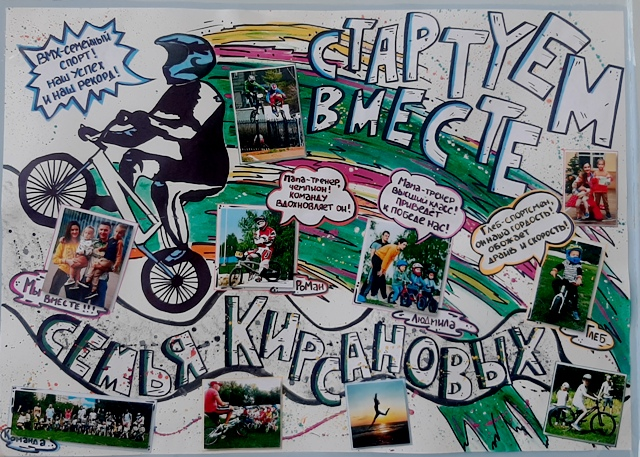 BMX-СЕМЕЙНЫЙ
СПОРТ!
НАШ УСПЕХ
И НАШ РЕКОРД!
СТАРТУЕМ
ВМЕСТЕ
ПАПА-ТРЕНЕР,
ЧЕМПИОН!
КОМАНДУ
ВДОХНОВЛЯЕТ ОН!
МАМА-ТРЕНЕР
ВЫСШИЙ КЛАСС!
ПРИВЕДЁТ
К ПОБЕДЕ НАС!
ГЛЕБ-СПОРТСМЕН,
ОН НАША ГОРДОСТЬ!
ОБОЖАЕТ
ДРАЙВ И СКОРОСТЬ!
МЫ ВМЕСТЕ!!!
РОМАН
ЛЮДМИЛА
ГЛЕБ
СЕМЬЯ КИРСАНОВЫХ
КОМАНДА